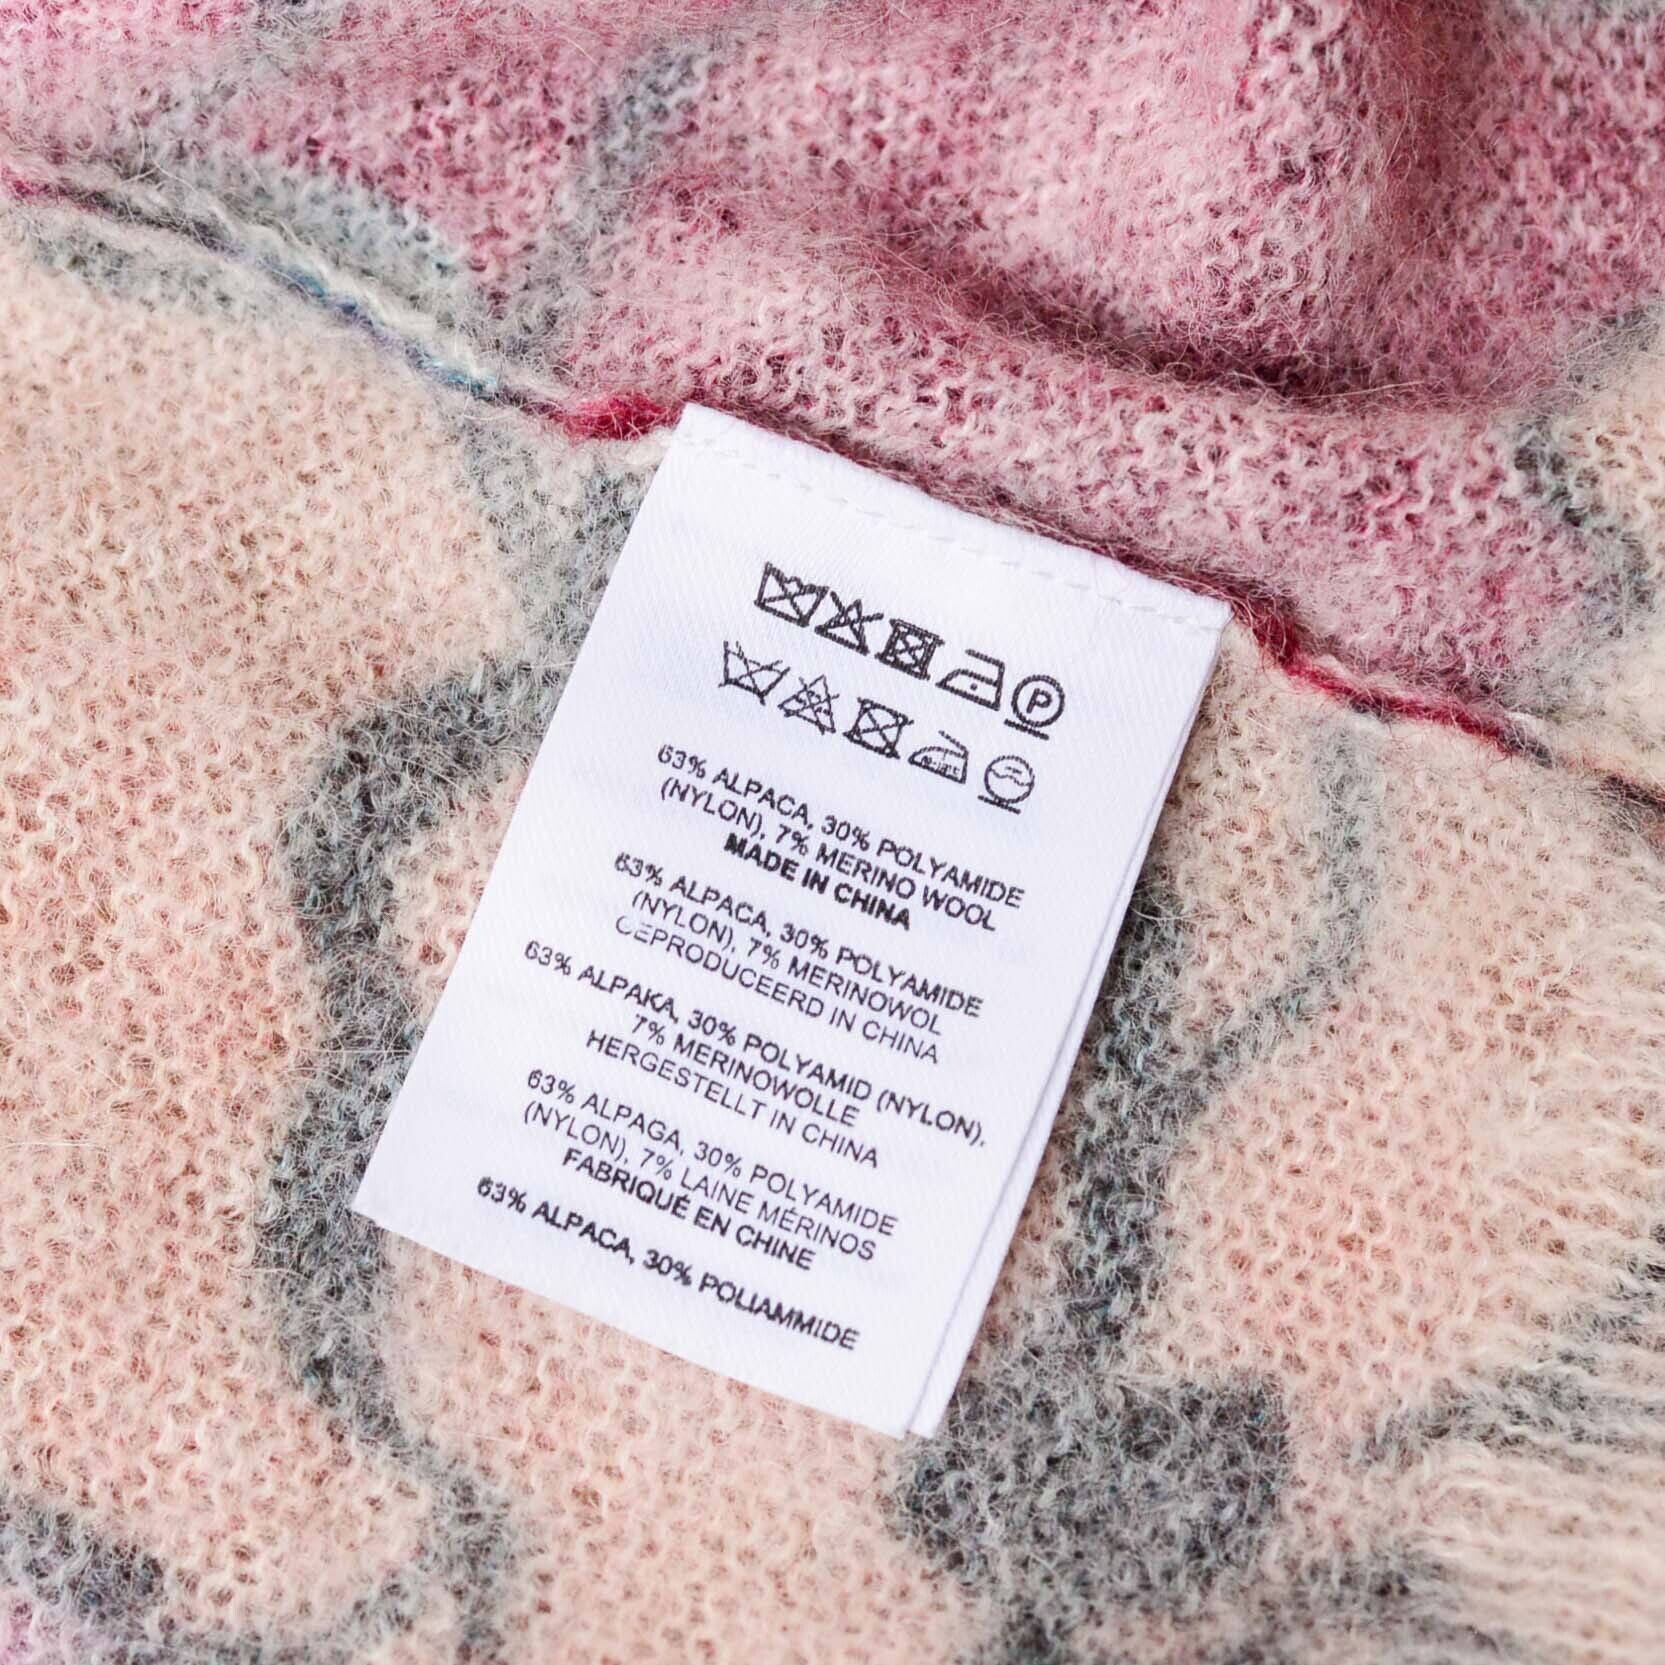 P
63% ALPACA, 30% POLYAMIDE
(NYLON), 7% MERINO WOOL
MADE IN CHINA
63% ALPACA, 30% POLYAMIDE
(NYLON), 7% MERINOWOL
GEPRODUCEERD IN CHINA
63% ALPAKA, 30% POLYAMID (NYLON),
7% MERINOWOLLE
HERGESTELLT IN CHINA
63% ALPAGA, 30% POLYAMIDE
(NYLON), 7% LAINE MÉRINOS
FABRIQUÉ EN CHINE
63% ALPACA, 30% POLIAMMIDE